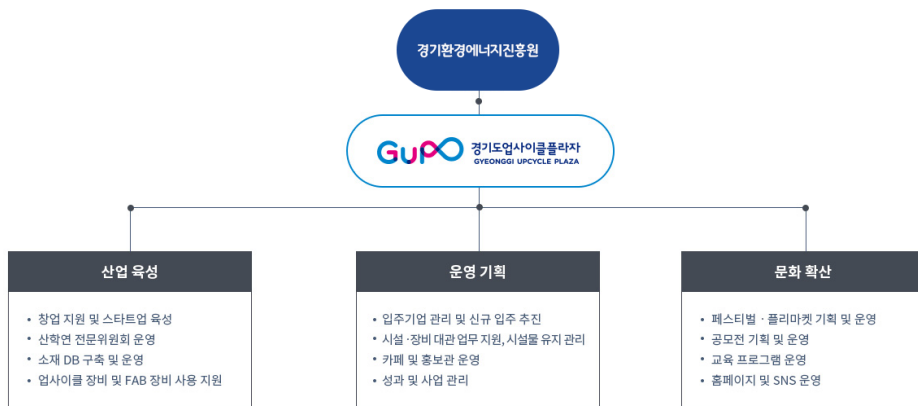 경기환경에너지진흥원
GUP 경기도업사이클플라자
GYEONGGI UPCYCLE PLAZA
산업 육성
• 창업 지원 및 스타트업 육성
• 산학연 전문위원회 운영
• 소재 DB 구축 및 운영
• 업사이클 장비 및 FAB 장비 사용 지원
운영 기획
• 입주기업 관리 및 신규 입주 추진
• 시설·장비 대관 업무 지원, 시설물 유지 관리
• 카페 및 홍보관 운영
• 성과 및 사업 관리
문화 확산
• 페스티벌 · 플리마켓 기획 및 운영
• 공모전 기획 및 운영
• 교육 프로그램 운영
• 홈페이지 및 SNS 운영